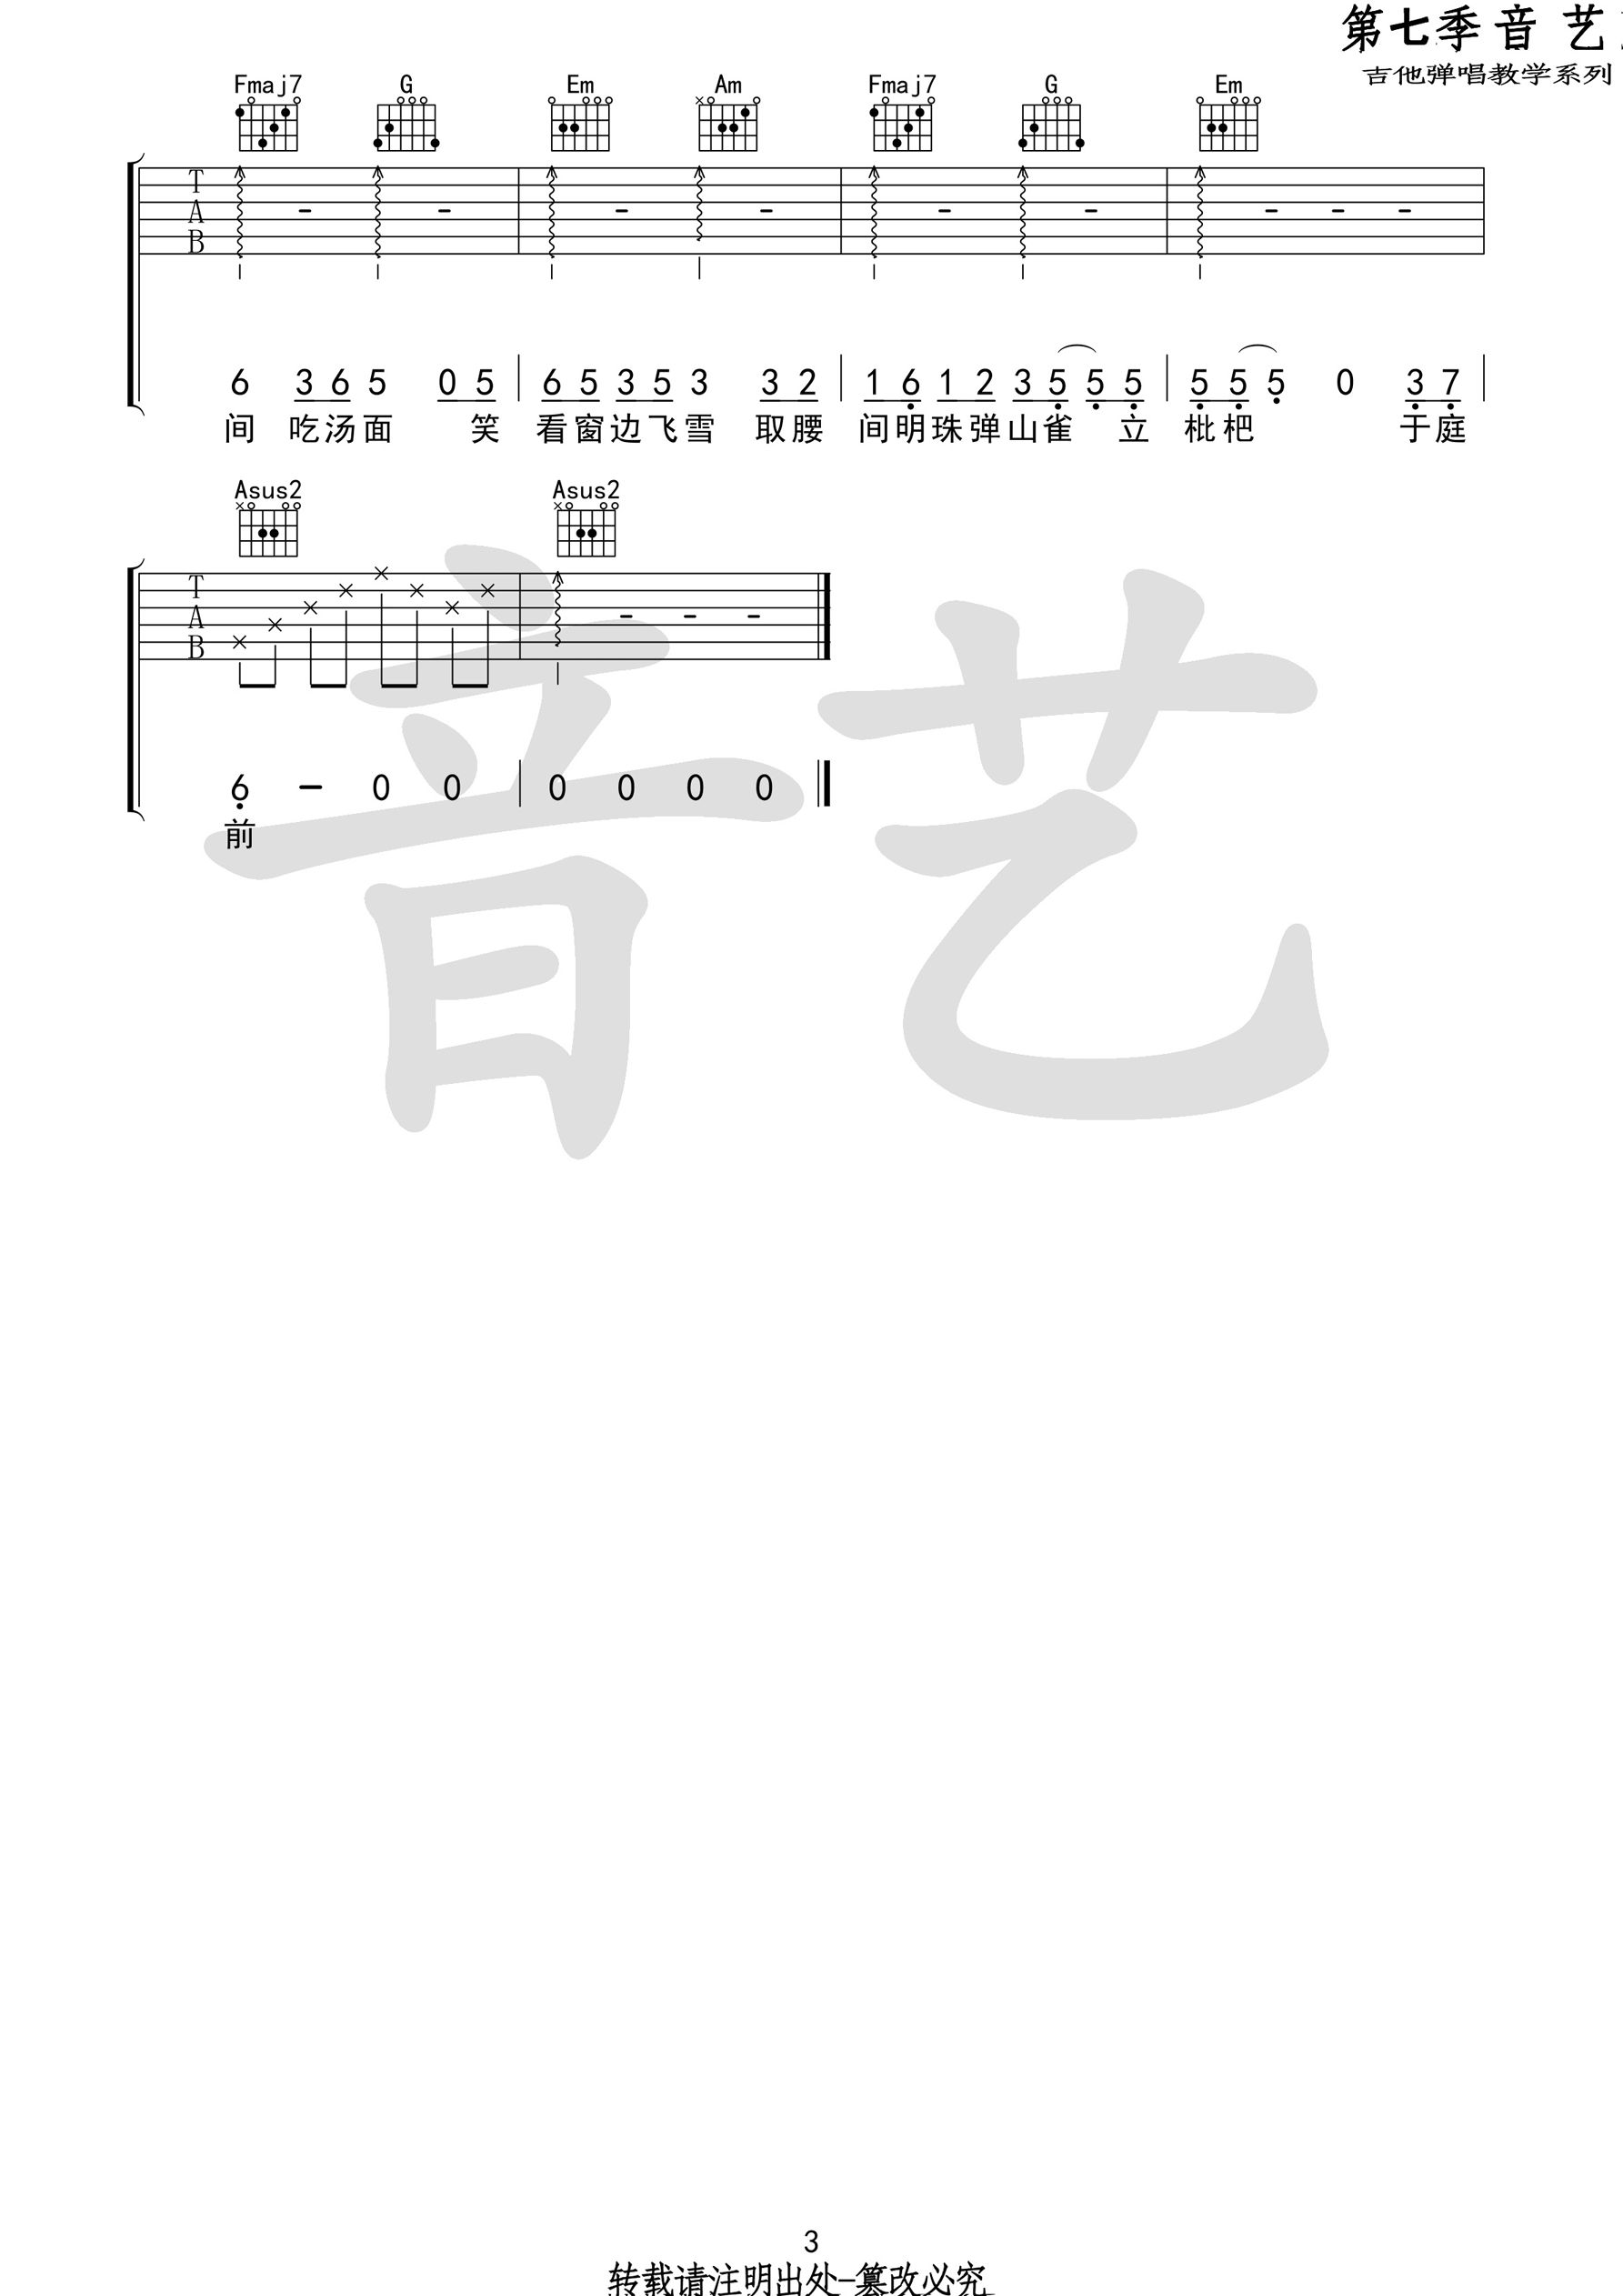 第七季 音 艺
吉他弹唱教学系列
Fmaj7 G Em Am Fmaj7 G Em
T
A
B
6 3 6 5 0 5 6 5 3 5 3 3 2 1 6 1 2 3 5 5 5 5 5 5 0 3 7
间 吃汤面 笑 看窗边飞雪 取腰 间明珠弹山雀 立 枇杷 于庭
Asus2 Asus2
T
A
B
6 - 0 0 0 0 0 0
前
音艺
3
转载请注明出处-篡改必究